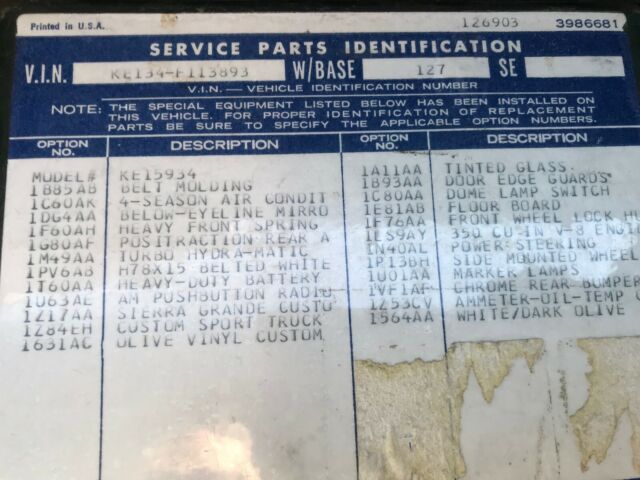 Printed in U.S.A. 126903 3986681
SERVICE PARTS IDENTIFICATION
V.I.N. KE134-F113893 W/BASE 127 SE
V.I.N. — VEHICLE IDENTIFICATION NUMBER
NOTE: THE SPECIAL EQUIPMENT LISTED BELOW HAS BEEN INSTALLED ON
THIS VEHICLE. FOR PROPER IDENTIFICATION OF REPLACEMENT
PARTS BE SURE TO SPECIFY THE APPLICABLE OPTION NUMBERS.
OPTION NO. DESCRIPTION
MODEL# KE15934
1B85AB BELT MOLDING
1C60AK 4-SEASON AIR CONDIT
1DG4AA BELOW-EYELINE MIRRO
1F60AH HEAVY FRONT SPRING
1G80AF POSITRACTION REAR A
1M49AA TURBO HYDRA-MATIC
1PV6AB H78X15 BELTED-WHITE
1T60AA HEAVY-DUTY BATTERY
1U63AE AM PUSHBUTTON RADIO
1Z17AA SIERRA GRANDE CUSTO
1Z84EH CUSTOM SPORT TRUCK
1631AC OLIVE VINYL CUSTOM
OPTION NO. DESCRIPTION
1A11AA TINTED GLASS
1B93AA DOOR EDGE GUARDS
1C80AA DOME LAMP SWITCH
1E81AB FLOOR BOARD
1F76AA FRONT WHEEL LOCK H
1LS9AY 350 CU-IN V-8 ENGI
1N40AL POWER STEERING
1P13BH SIDE MOUNTED WHEEL
1U01AA MARKER LAMPS
1VF1AF CHROME REAR BUMPER
1Z53CV AMMETER-OIL-TEMP
1564AA WHITE/DARK OLIVE